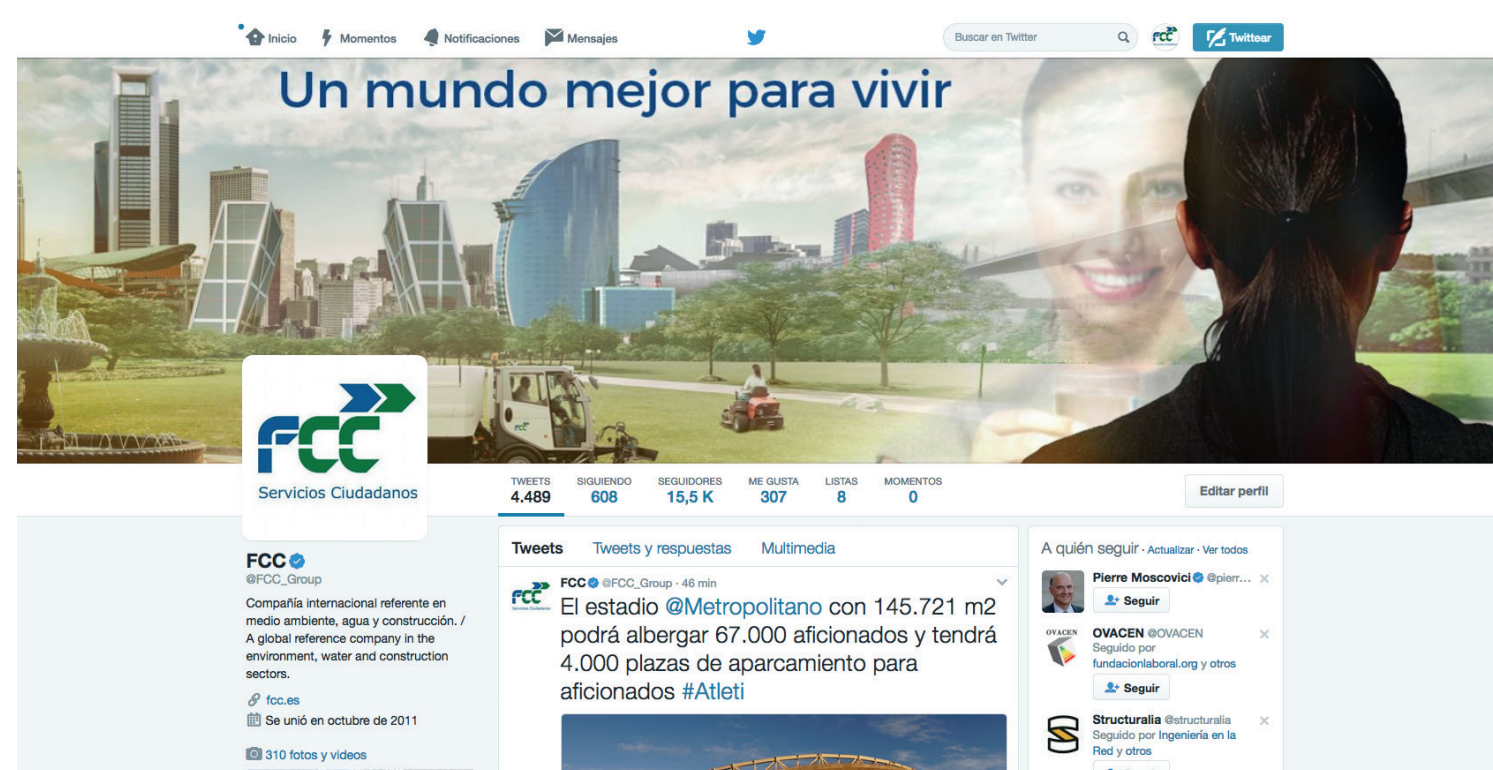 Inicio
Momentos
Notificaciones
Mensajes
Buscar en Twitter
FCC
Twittear
Un mundo mejor para vivir
FCC
Servicios Ciudadanos
TWEETS SIGUIENDO SEGUIDORES ME GUSTA LISTAS MOMENTOS
4.489 608 15,5 K 307 8 0
Editar perfil
FCC
@FCC_Group
Compañía internacional referente en
medio ambiente, agua y construcción. /
A global reference company in the
environment, water and construction
sectors.
fcc.es
Se unió en octubre de 2011
310 fotos y videos
Tweets Tweets y respuestas Multimedia
FCC
Servicios Ciudadanos
FCC @FCC_Group · 46 min
El estadio @Metropolitano con 145.721 m2
podrá albergar 67.000 aficionados y tendrá
4.000 plazas de aparcamiento para
aficionados #Atleti
A quién seguir · Actualizar · Ver todos
Pierre Moscovici @pierr...
Seguir
OVACEN
OVACEN @OVACEN
Seguido por
fundacionlaboral.org y otros
Seguir
Structuralia @structuralia
Seguido por Ingeniería en la
Red y otros